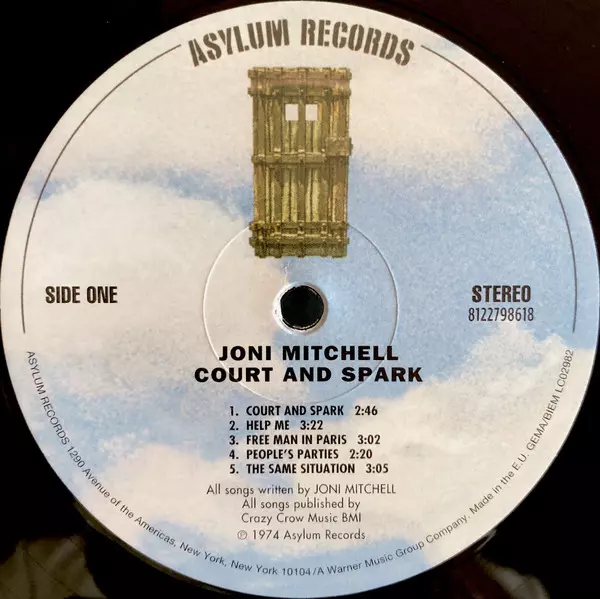 ASYLUM RECORDS
SIDE ONE
STEREO
8122798618
JONI MITCHELL
COURT AND SPARK
1. COURT AND SPARK 2:46
2. HELP ME 3:22
3. FREE MAN IN PARIS 3:02
4. PEOPLE'S PARTIES 2:20
5. THE SAME SITUATION 3:05
All songs written by JONI MITCHELL
All songs published by
Crazy Crow Music BMI
℗ 1974 Asylum Records
ASYLUM RECORDS 1290 Avenue of the Americas, New York, New York 10104/A Warner Music Group Company. Made in the E.U. GEMA/BIEM LC02982